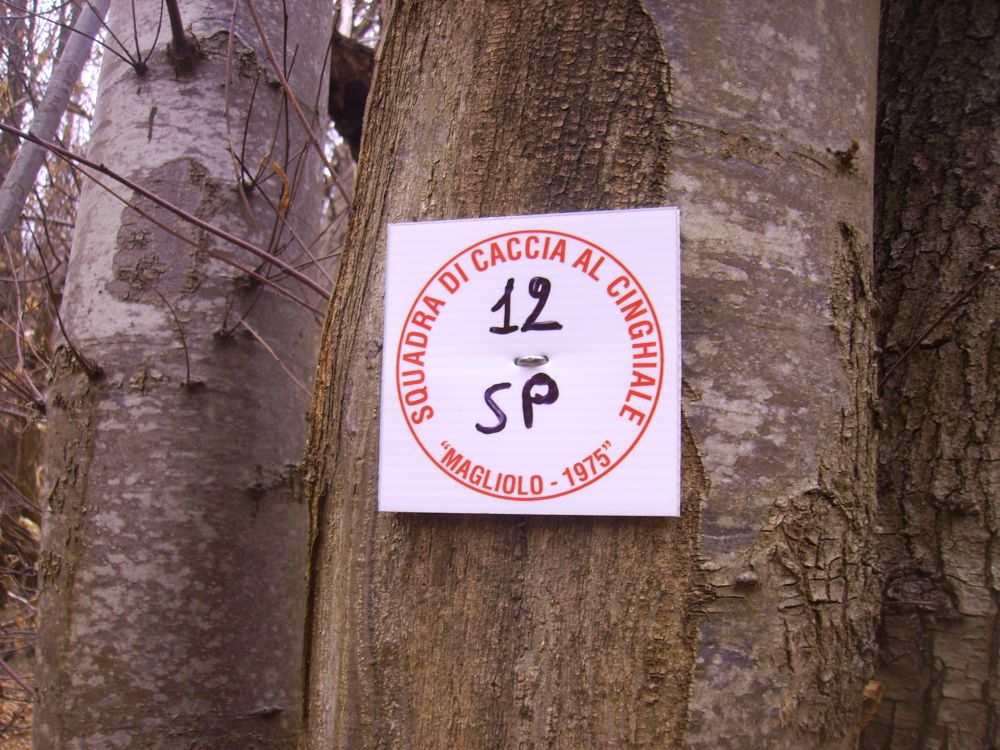 SQUADRA DI CACCIA AL CINGHIALE
12
SP
"MAGLIOLO - 1975"